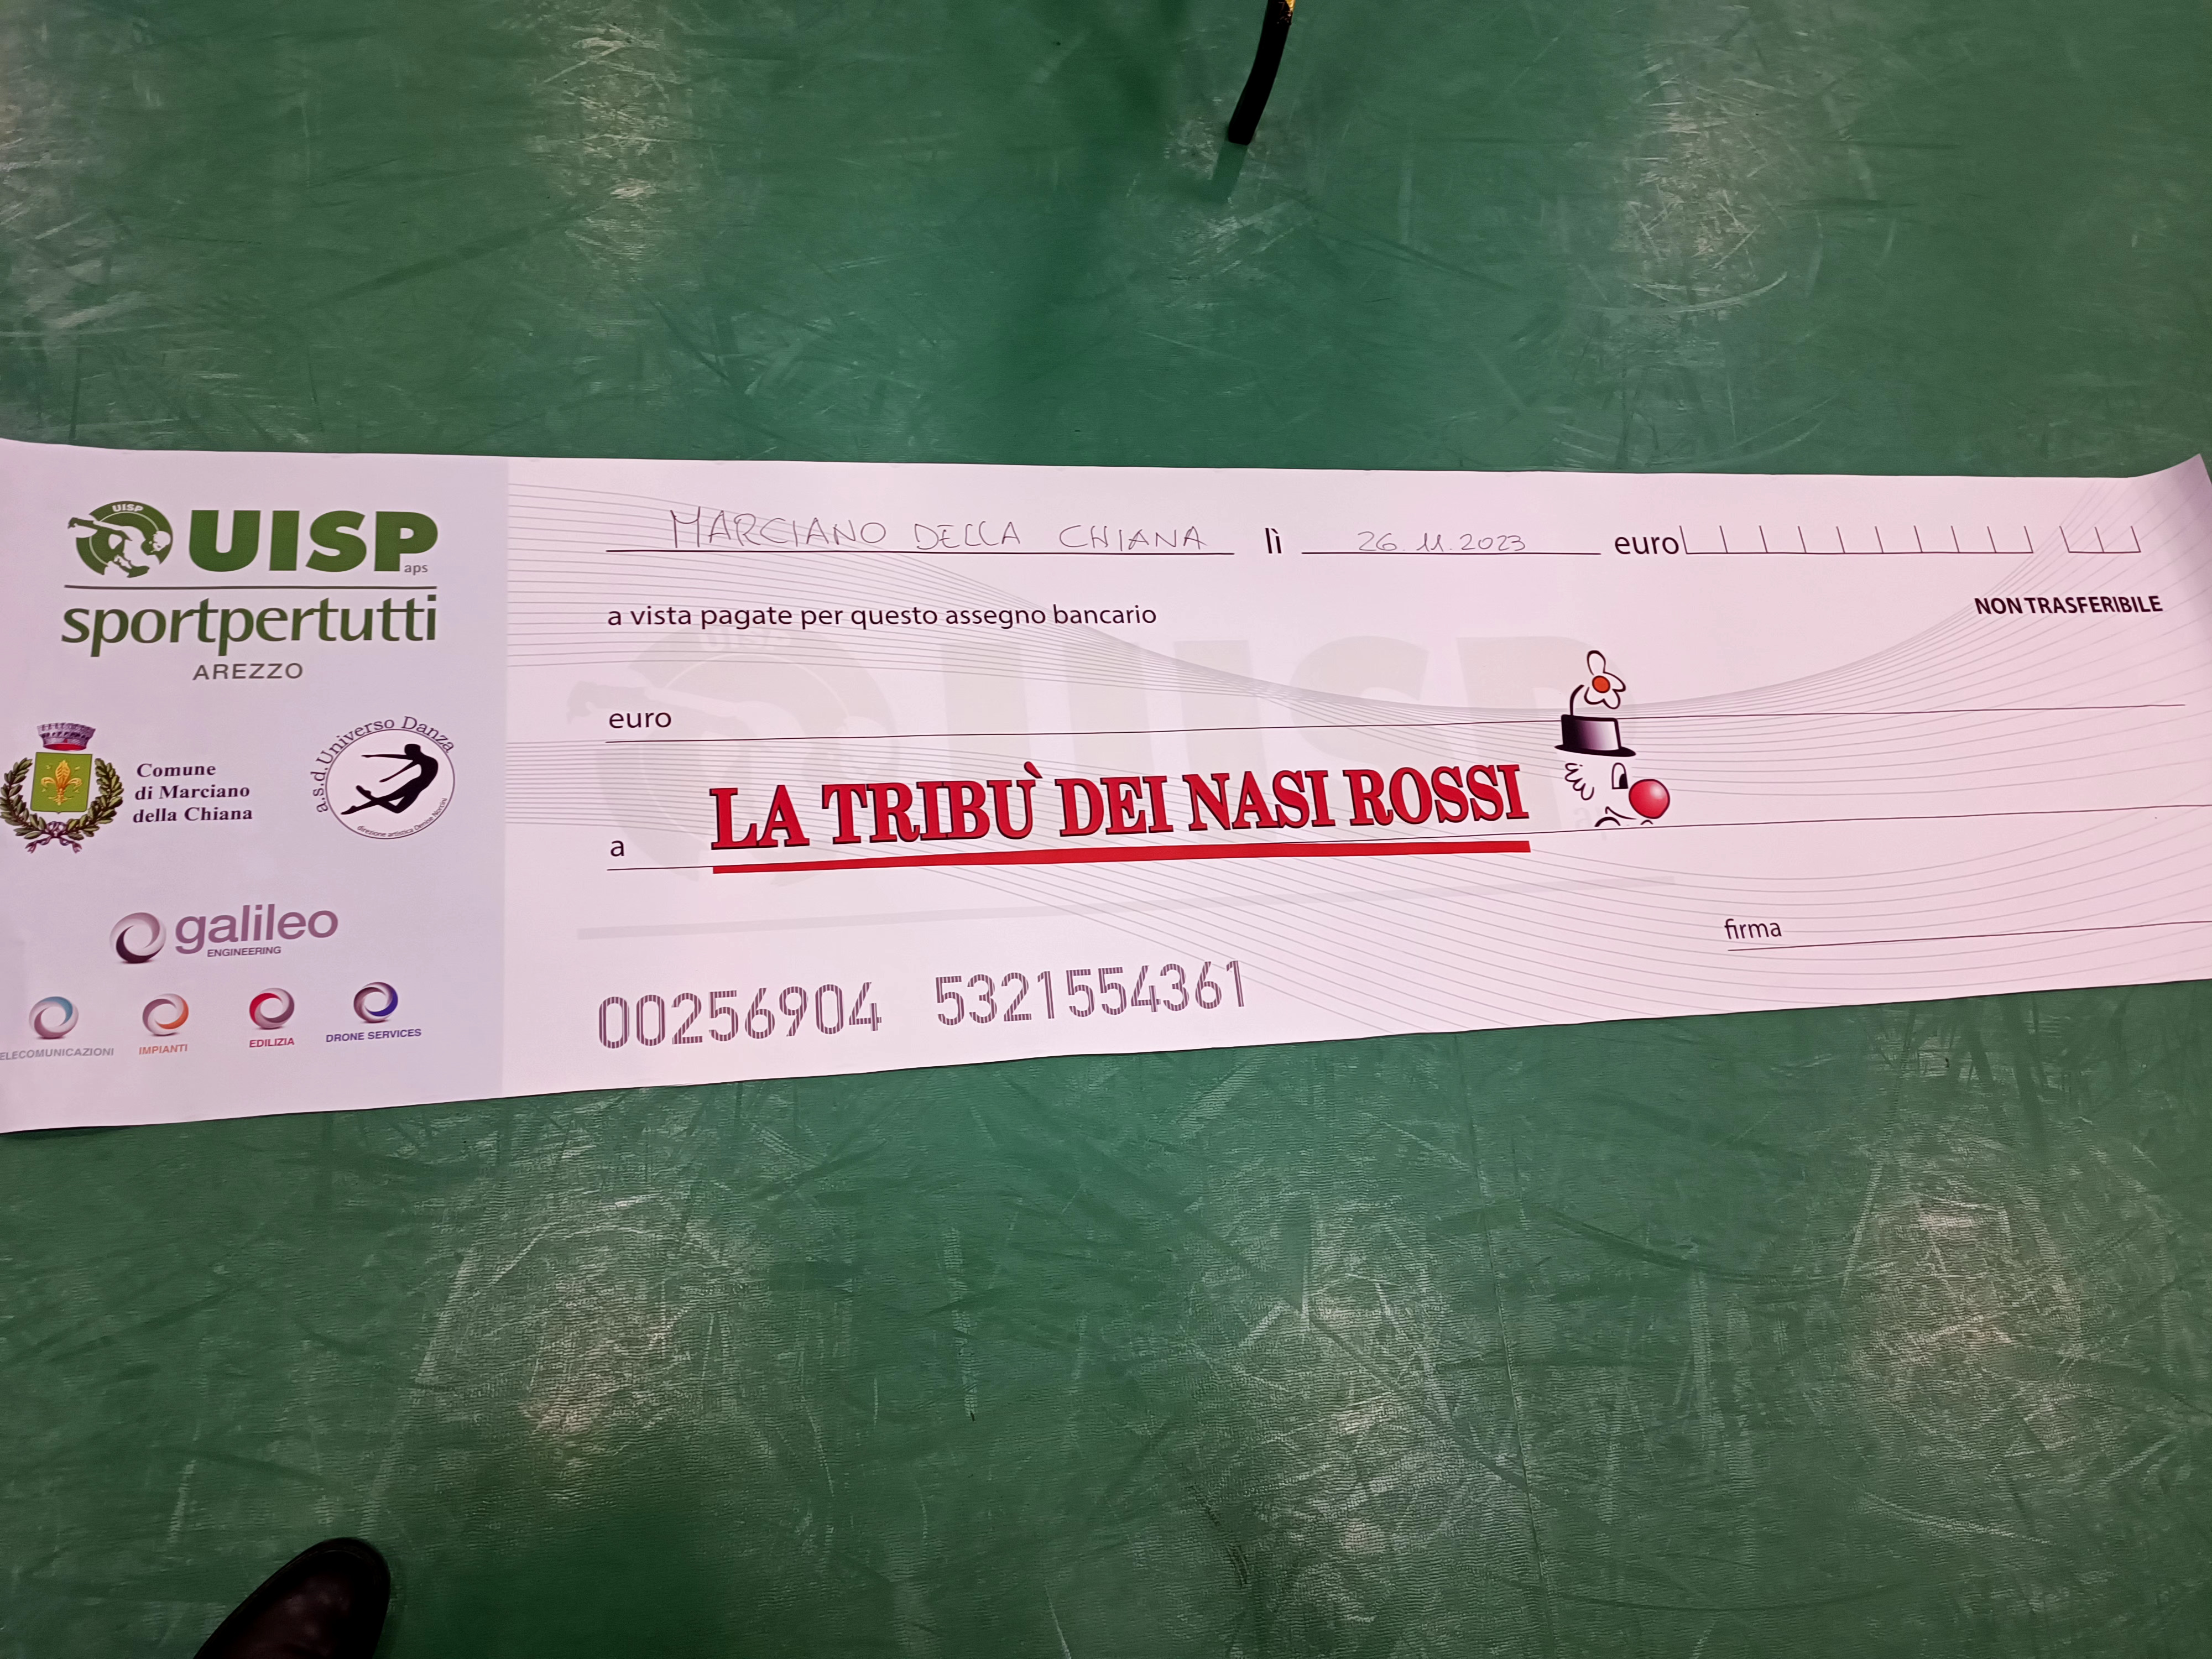 UISP
UISP
aps
sportpertutti
AREZZO
Comune
di Marciano
della Chiana
a.s.d. Universo Danza
galileo
ENGINEERING
ELECOMUNICAZIONI
IMPIANTI
EDILIZIA
DRONE SERVICES
MARCIANO DELLA CHIANA lì 26.11.2023 euro
a vista pagate per questo assegno bancario
NON TRASFERIBILE
UISP
euro
a LA TRIBÙ DEI NASI ROSSI
firma
00256904 5321554361